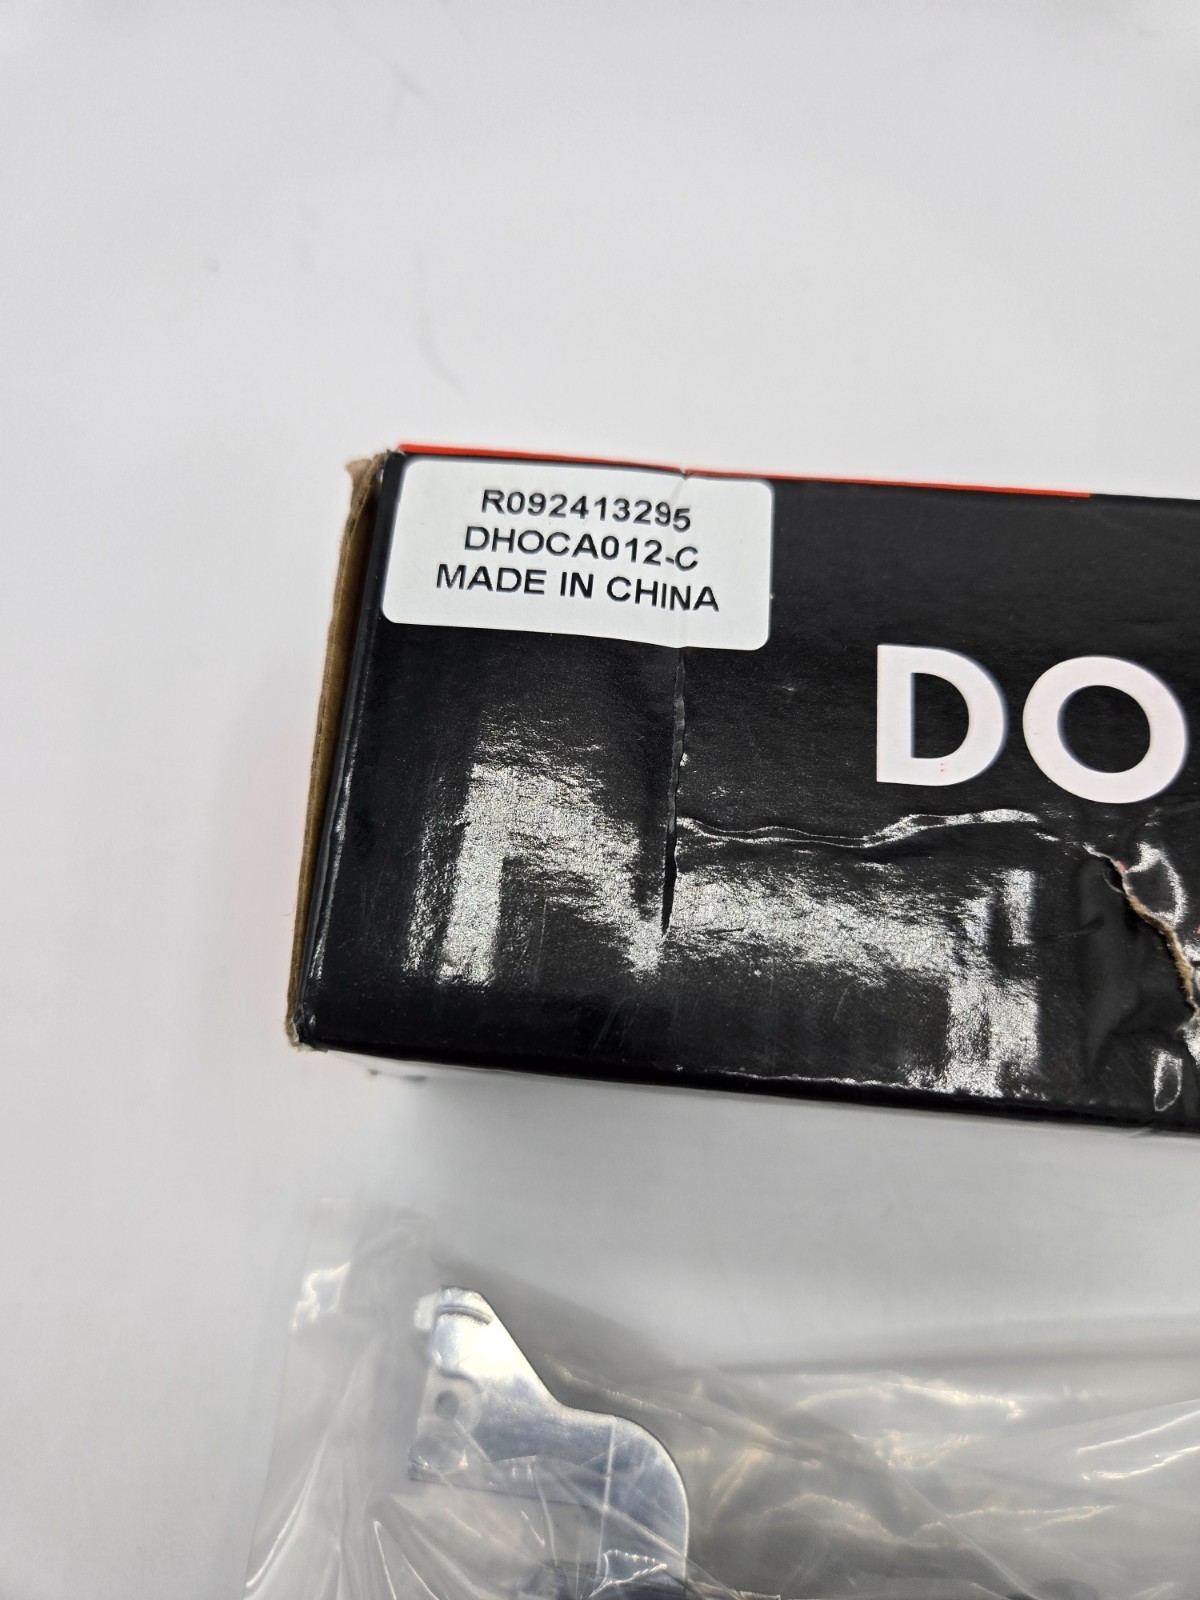 R092413295
DHOCA012-C
MADE IN CHINA
DO